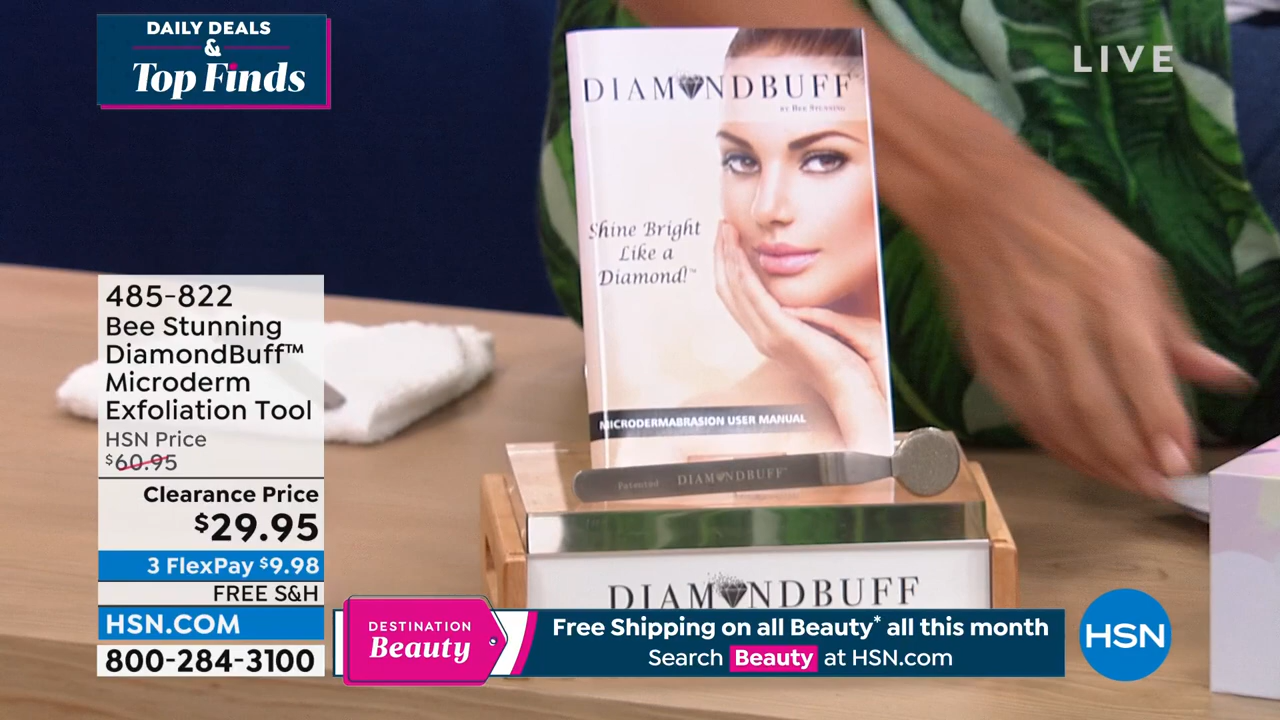 DAILY DEALS
&
Top Finds
LIVE
DIAMONDBUFF™
BY BEE STUNNING
Shine Bright
Like a
Diamond!™
MICRODERMABRASION USER MANUAL
Patented DIAMONDBUFF™
DIAMONDBUFF
485-822
Bee Stunning
DiamondBuff™
Microderm
Exfoliation Tool
HSN Price
$60.95
Clearance Price
$29.95
3 FlexPay $9.98
FREE S&H
HSN.COM
800-284-3100
DESTINATION
Beauty
Free Shipping on all Beauty* all this month
Search Beauty at HSN.com
HSN